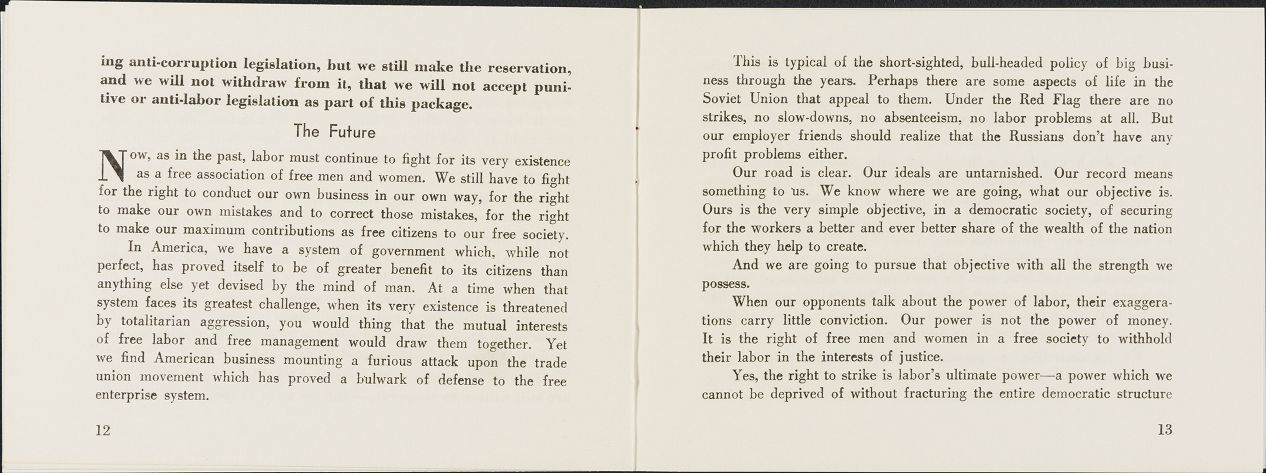 ing anti-corruption legislation, but we still make the reservation,
and we will not withdraw from it, that we will not accept puni-
tive or anti-labor legislation as part of this package.
The Future
Now, as in the past, labor must continue to fight for its very existence
as a free association of free men and women. We still have to fight
for the right to conduct our own business in our own way, for the right
to make our own mistakes and to correct those mistakes, for the right
to make our maximum contributions as free citizens to our free society.
In America, we have a system of government which, while not
perfect, has proved itself to be of greater benefit to its citizens than
anything else yet devised by the mind of man. At a time when that
system faces its greatest challenge, when its very existence is threatened
by totalitarian aggression, you would thing that the mutual interests
of free labor and free management would draw them together. Yet
we find American business mounting a furious attack upon the trade
union movement which has proved a bulwark of defense to the free
enterprise system.
12
This is typical of the short-sighted, bull-headed policy of big busi-
ness through the years. Perhaps there are some aspects of life in the
Soviet Union that appeal to them. Under the Red Flag there are no
strikes, no slow-downs, no absenteeism, no labor problems at all. But
our employer friends should realize that the Russians don't have any
profit problems either.
Our road is clear. Our ideals are untarnished. Our record means
something to us. We know where we are going, what our objective is.
Ours is the very simple objective, in a democratic society, of securing
for the workers a better and ever better share of the wealth of the nation
which they help to create.
And we are going to pursue that objective with all the strength we
possess.
When our opponents talk about the power of labor, their exaggera-
tions carry little conviction. Our power is not the power of money.
It is the right of free men and women in a free society to withhold
their labor in the interests of justice.
Yes, the right to strike is labor's ultimate power—a power which we
cannot be deprived of without fracturing the entire democratic structure
13